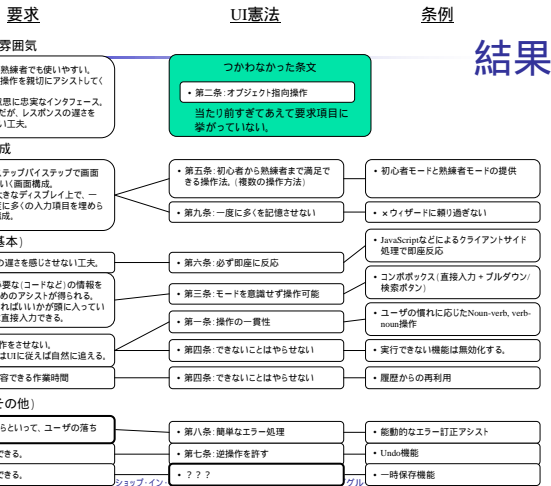 要求
UI憲法
条例
結果
雰囲気
熟練者でも使いやすい。
操作を親切にアシストしてく
思に忠実なインタフェース。
だが、レスポンスの遅さを
い工夫。
つかわなかった条文
• 第二条:オブジェクト指向操作
当たり前すぎてあえて要求項目に
挙がっていない。
成
ステップバイステップで画面
いく画面構成。
大きなディスプレイ上で、一
度に多くの入力項目を埋めら
構成。
• 第五条:初心者から熟練者まで満足で
きる操作法。(複数の操作方法)
• 初心者モードと熟練者モードの提供
• 第九条:一度に多くを記憶させない
• ×ウィザードに頼り過ぎない
基本)
の遅さを感じさせない工夫。
• 第六条:必ず即座に反応
• JavaScriptなどによるクライアントサイド
処理で即座反応
必要な(コードなど)の情報を
めのアシストが得られる。
ればいいかが頭に入ってい
直接入力できる。
• 第三条:モードを意識せず操作可能
• コンボボックス(直接入力+プルダウン/
検索ボタン)
• 第一条:操作の一貫性
• ユーザの慣れに応じたNoun-verb, verb-
noun操作
作をさせない。
はUIに従えば自然に追える。
• 第四条:できないことはやらせない
• 実行できない機能は無効化する。
容できる作業時間
• 第四条:できないことはやらせない
• 履歴からの再利用
その他)
らといって、ユーザの落ち
• 第八条:簡単なエラー処理
• 能動的なエラー訂正アシスト
できる。
• 第七条:逆操作を許す
• Undo機能
できる。
• ???
• 一時保存機能
ショップ・イン・
グル